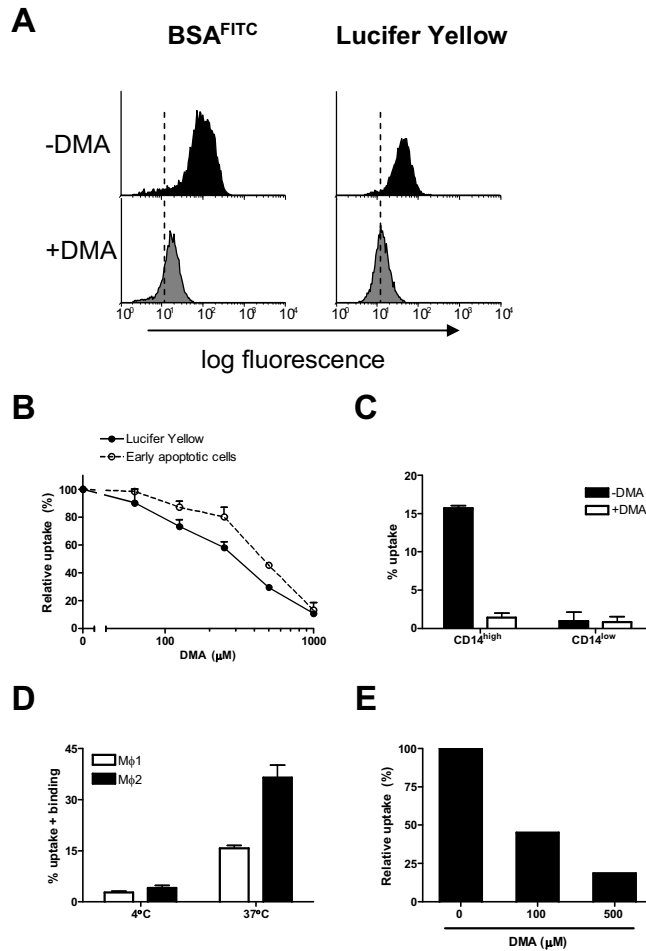 A
BSA^FITC Lucifer Yellow
-DMA
+DMA
10^0 10^1 10^2 10^3 10^4 10^0 10^1 10^2 10^3 10^4
log fluorescence
B
Lucifer Yellow
Early apoptotic cells
Relative uptake (%)
100
80
60
40
20
0
0 100 1000
DMA (μM)
C
-DMA
+DMA
% uptake
20
15
10
5
0
CD14^high CD14^low
D
Mϕ1
Mϕ2
% uptake + binding
45
30
15
0
4ºC 37ºC
E
Relative uptake (%)
100
75
50
25
0
0 100 500
DMA (μM)